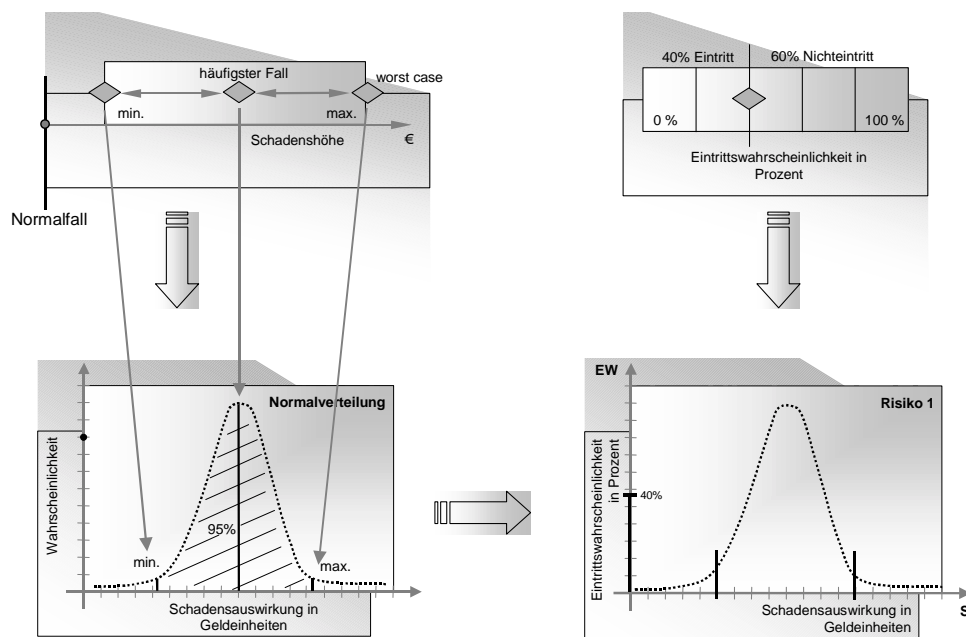 häufigster Fall
worst case
min.
max.
Schadenshöhe
€
Normalfall
40% Eintritt
60% Nichteintritt
0 %
100 %
Eintrittswahrscheinlichkeit in
Prozent
Normalverteilung
Wahrscheinlichkeit
95%
min.
max.
Schadensauswirkung in
Geldeinheiten
EW
Risiko 1
Eintrittswahrscheinlichkeit
in Prozent
40%
Schadensauswirkung in
Geldeinheiten
S